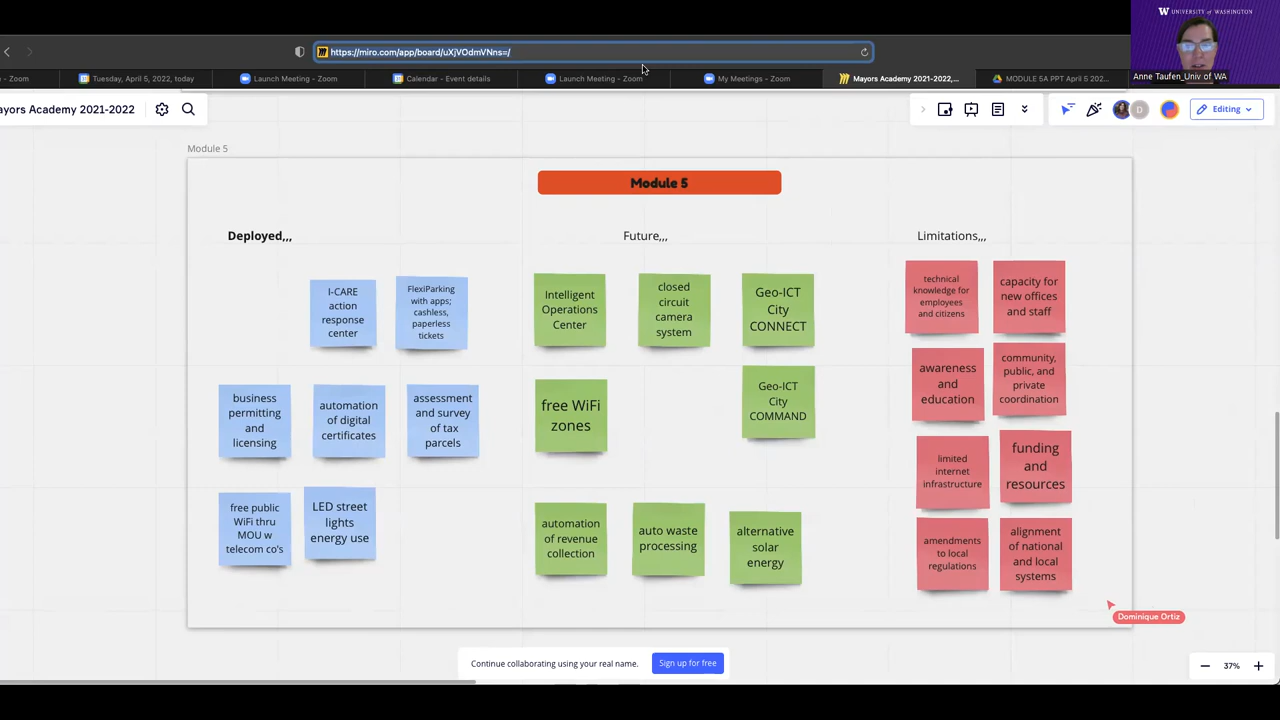 UNIVERSITY of WASHINGTON
https://miro.com/app/board/uXjVOdmVNns=/
Anne Taufen_Univ of WA
e - Zoom
Tuesday, April 5, 2022, today
Launch Meeting - Zoom
Calendar - Event details
Launch Meeting - Zoom
My Meetings - Zoom
Mayors Academy 2021-2022,...
MODULE 5A PPT April 5 202...
ayors Academy 2021-2022
D
Editing
Module 5
Module 5
Deployed,,,
Future,,,
Limitations,,,
I-CARE
action
response
center
FlexiParking
with apps;
cashless,
paperless
tickets
business
permitting
and
licensing
automation
of digital
certificates
assessment
and survey
of tax
parcels
free public
WiFi thru
MOU w
telecom co's
LED street
lights
energy use
Intelligent
Operations
Center
closed
circuit
camera
system
Geo-ICT
City
CONNECT
free WiFi
zones
Geo-ICT
City
COMMAND
automation
of revenue
collection
auto waste
processing
alternative
solar
energy
technical
knowledge for
employees
and citizens
capacity for
new offices
and staff
awareness
and
education
community,
public, and
private
coordination
limited
internet
infrastructure
funding
and
resources
amendments
to local
regulations
alignment
of national
and local
systems
Dominique Ortiz
Continue collaborating using your real name.
Sign up for free
37%